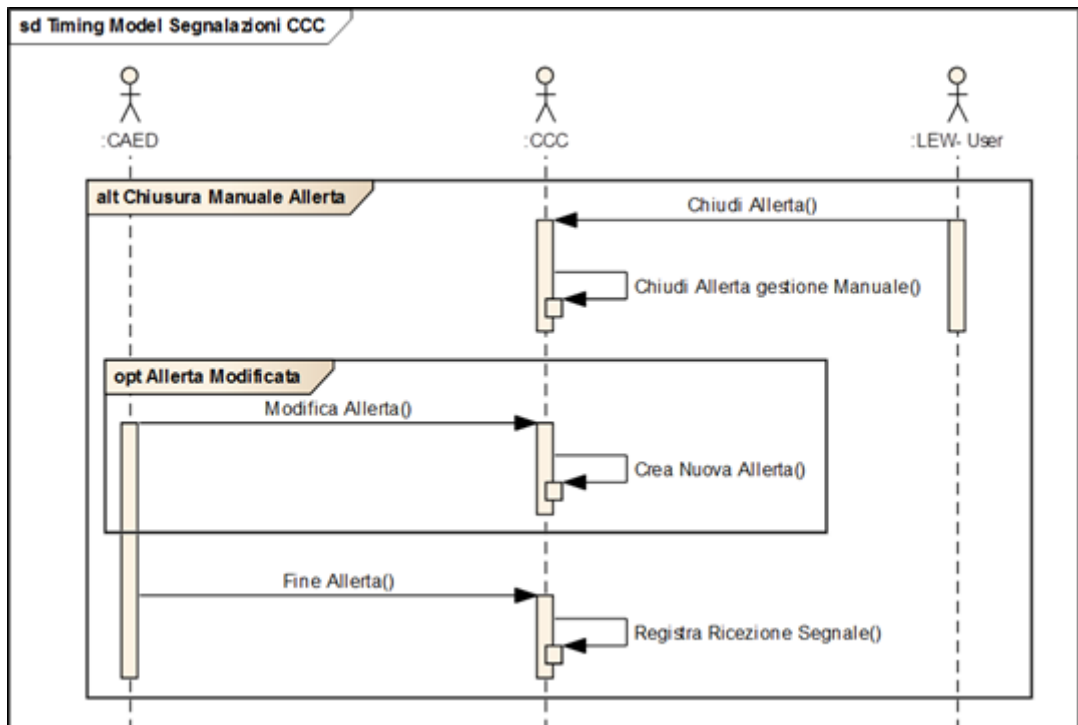 sd Timing Model Segnalazioni CCC
:CAED
:CCC
:LEW- User
alt Chiusura Manuale Allerta
Chiudi Allerta()
Chiudi Allerta gestione Manuale()
opt Allerta Modificata
Modifica Allerta()
Crea Nuova Allerta()
Fine Allerta()
Registra Ricezione Segnale()